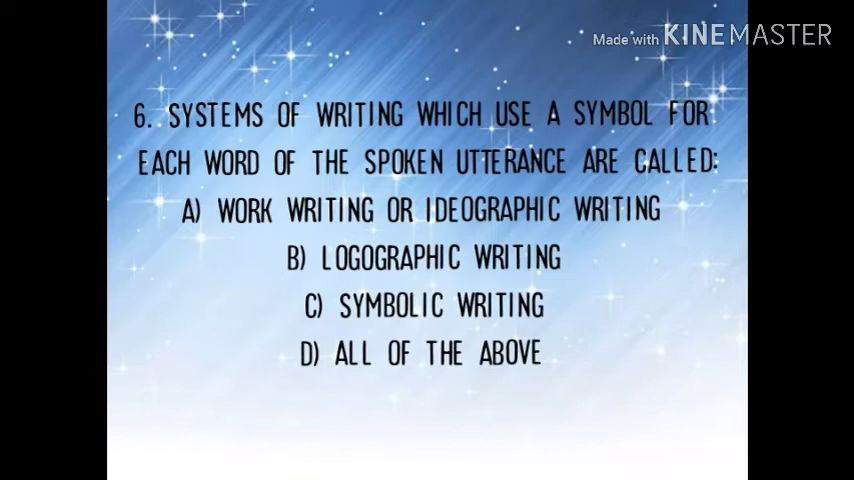 Made with KINEMASTER
6. SYSTEMS OF WRITING WHICH USE A SYMBOL FOR
EACH WORD OF THE SPOKEN UTTERANCE ARE CALLED:
A) WORK WRITING OR IDEOGRAPHIC WRITING
B) LOGOGRAPHIC WRITING
C) SYMBOLIC WRITING
D) ALL OF THE ABOVE